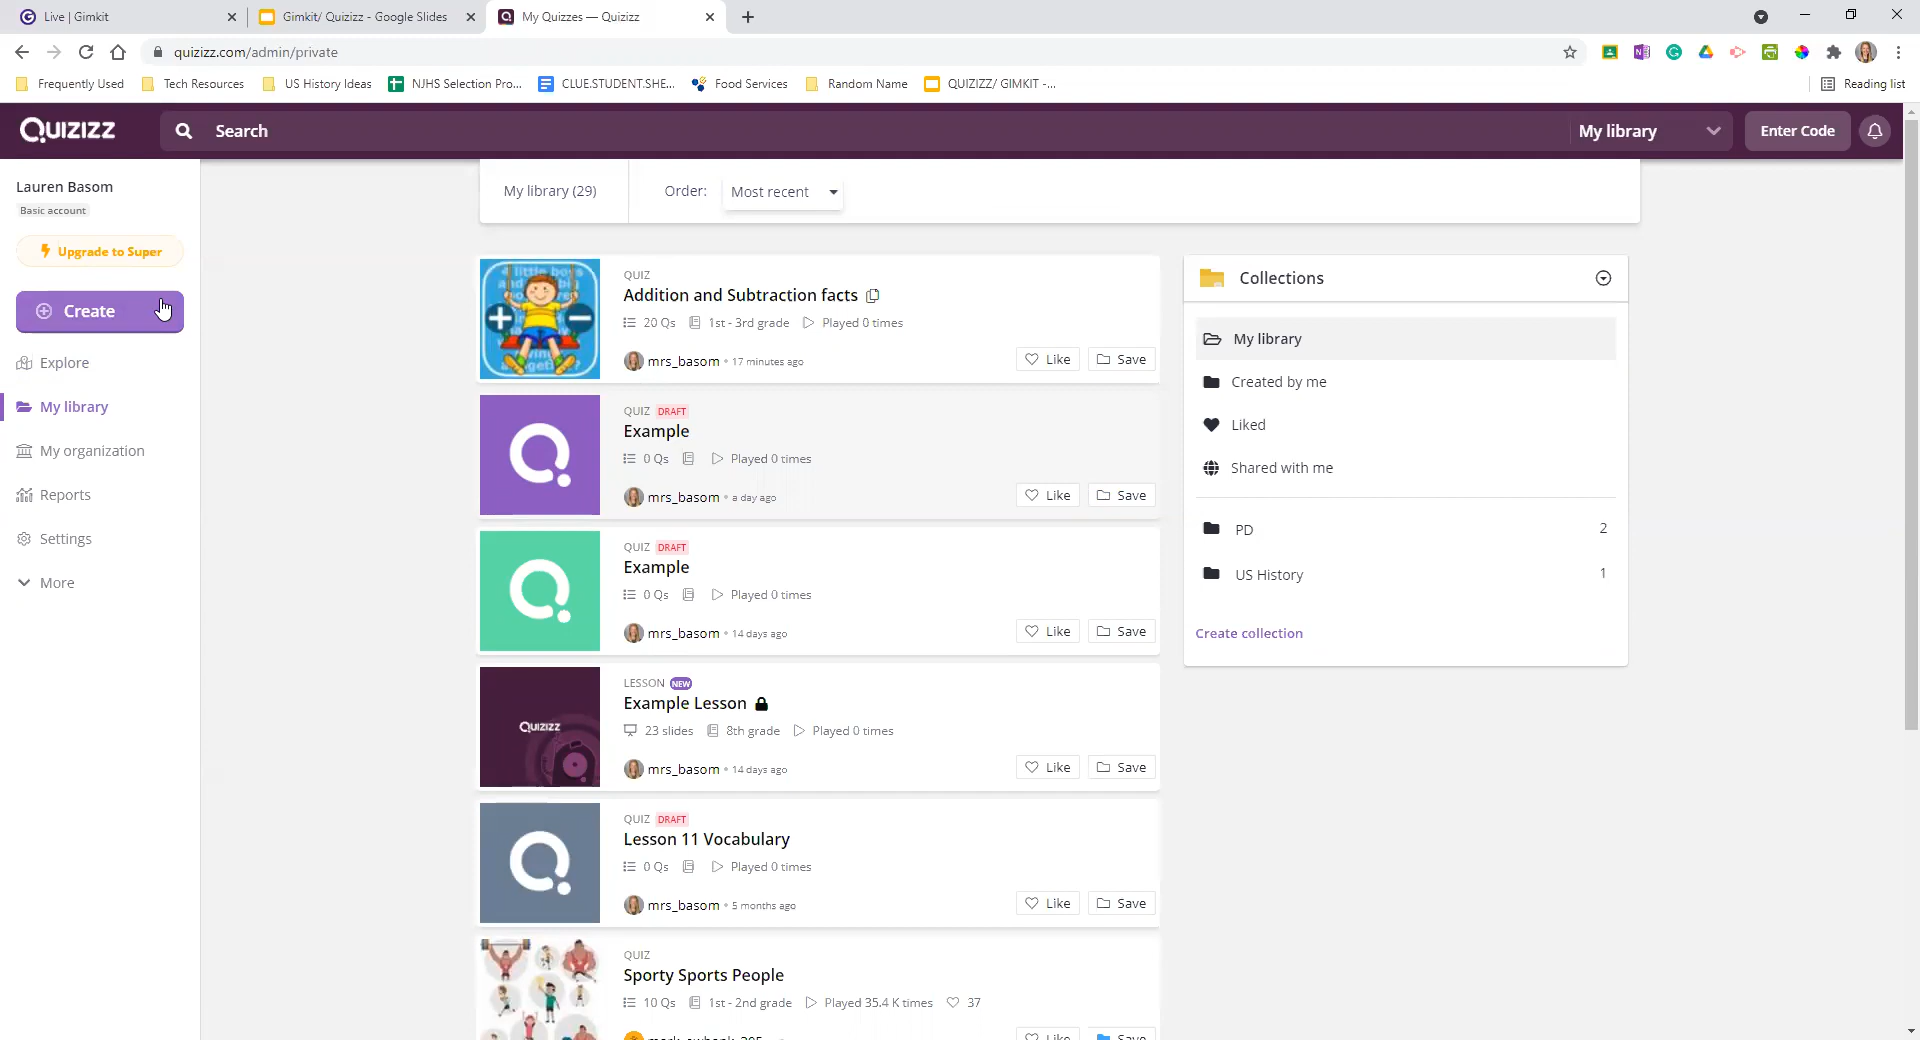 Live | Gimkit
Gimkit/ Quizizz - Google Slides
My Quizzes — Quizizz
quizizz.com/admin/private
Frequently Used
Tech Resources
US History Ideas
NJHS Selection Pro...
CLUE.STUDENT.SHE...
Food Services
Random Name
QUIZIZZ/ GIMKIT -...
Reading list
Quizizz
Search
My library
Enter Code
Lauren Basom
Basic account
Upgrade to Super
Create
Explore
My library
My organization
Reports
Settings
More
My library (29)
Order:
Most recent
QUIZ
Addition and Subtraction facts
20 Qs 1st - 3rd grade Played 0 times
mrs_basom • 17 minutes ago
Like Save
QUIZ DRAFT
Example
0 Qs Played 0 times
mrs_basom • a day ago
Like Save
QUIZ DRAFT
Example
0 Qs Played 0 times
mrs_basom • 14 days ago
Like Save
LESSON NEW
Example Lesson
Quizizz
23 slides 8th grade Played 0 times
mrs_basom • 14 days ago
Like Save
QUIZ DRAFT
Lesson 11 Vocabulary
0 Qs Played 0 times
mrs_basom • 5 months ago
Like Save
QUIZ
Sporty Sports People
10 Qs 1st - 2nd grade Played 35.4 K times 37
Like Save
Collections
My library
Created by me
Liked
Shared with me
PD 2
US History 1
Create collection